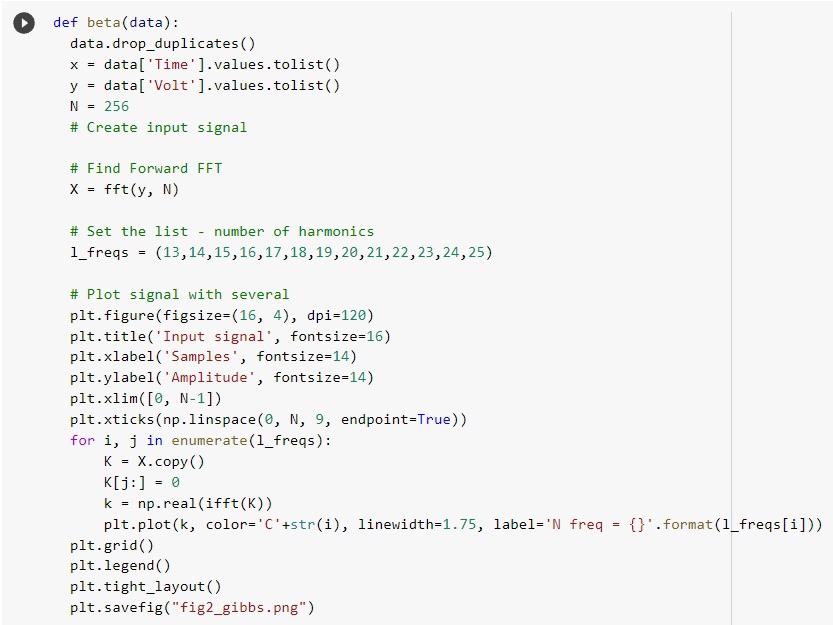 def beta(data):
  data.drop_duplicates()
  x = data['Time'].values.tolist()
  y = data['Volt'].values.tolist()
  N = 256
  # Create input signal

  # Find Forward FFT
  X = fft(y, N)

  # Set the list - number of harmonics
  l_freqs = (13,14,15,16,17,18,19,20,21,22,23,24,25)

  # Plot signal with several
  plt.figure(figsize=(16, 4), dpi=120)
  plt.title('Input signal', fontsize=16)
  plt.xlabel('Samples', fontsize=14)
  plt.ylabel('Amplitude', fontsize=14)
  plt.xlim([0, N-1])
  plt.xticks(np.linspace(0, N, 9, endpoint=True))
  for i, j in enumerate(l_freqs):
      K = X.copy()
      K[j:] = 0
      k = np.real(ifft(K))
      plt.plot(k, color='C'+str(i), linewidth=1.75, label='N freq = {}'.format(l_freqs[i]))
  plt.grid()
  plt.legend()
  plt.tight_layout()
  plt.savefig("fig2_gibbs.png")